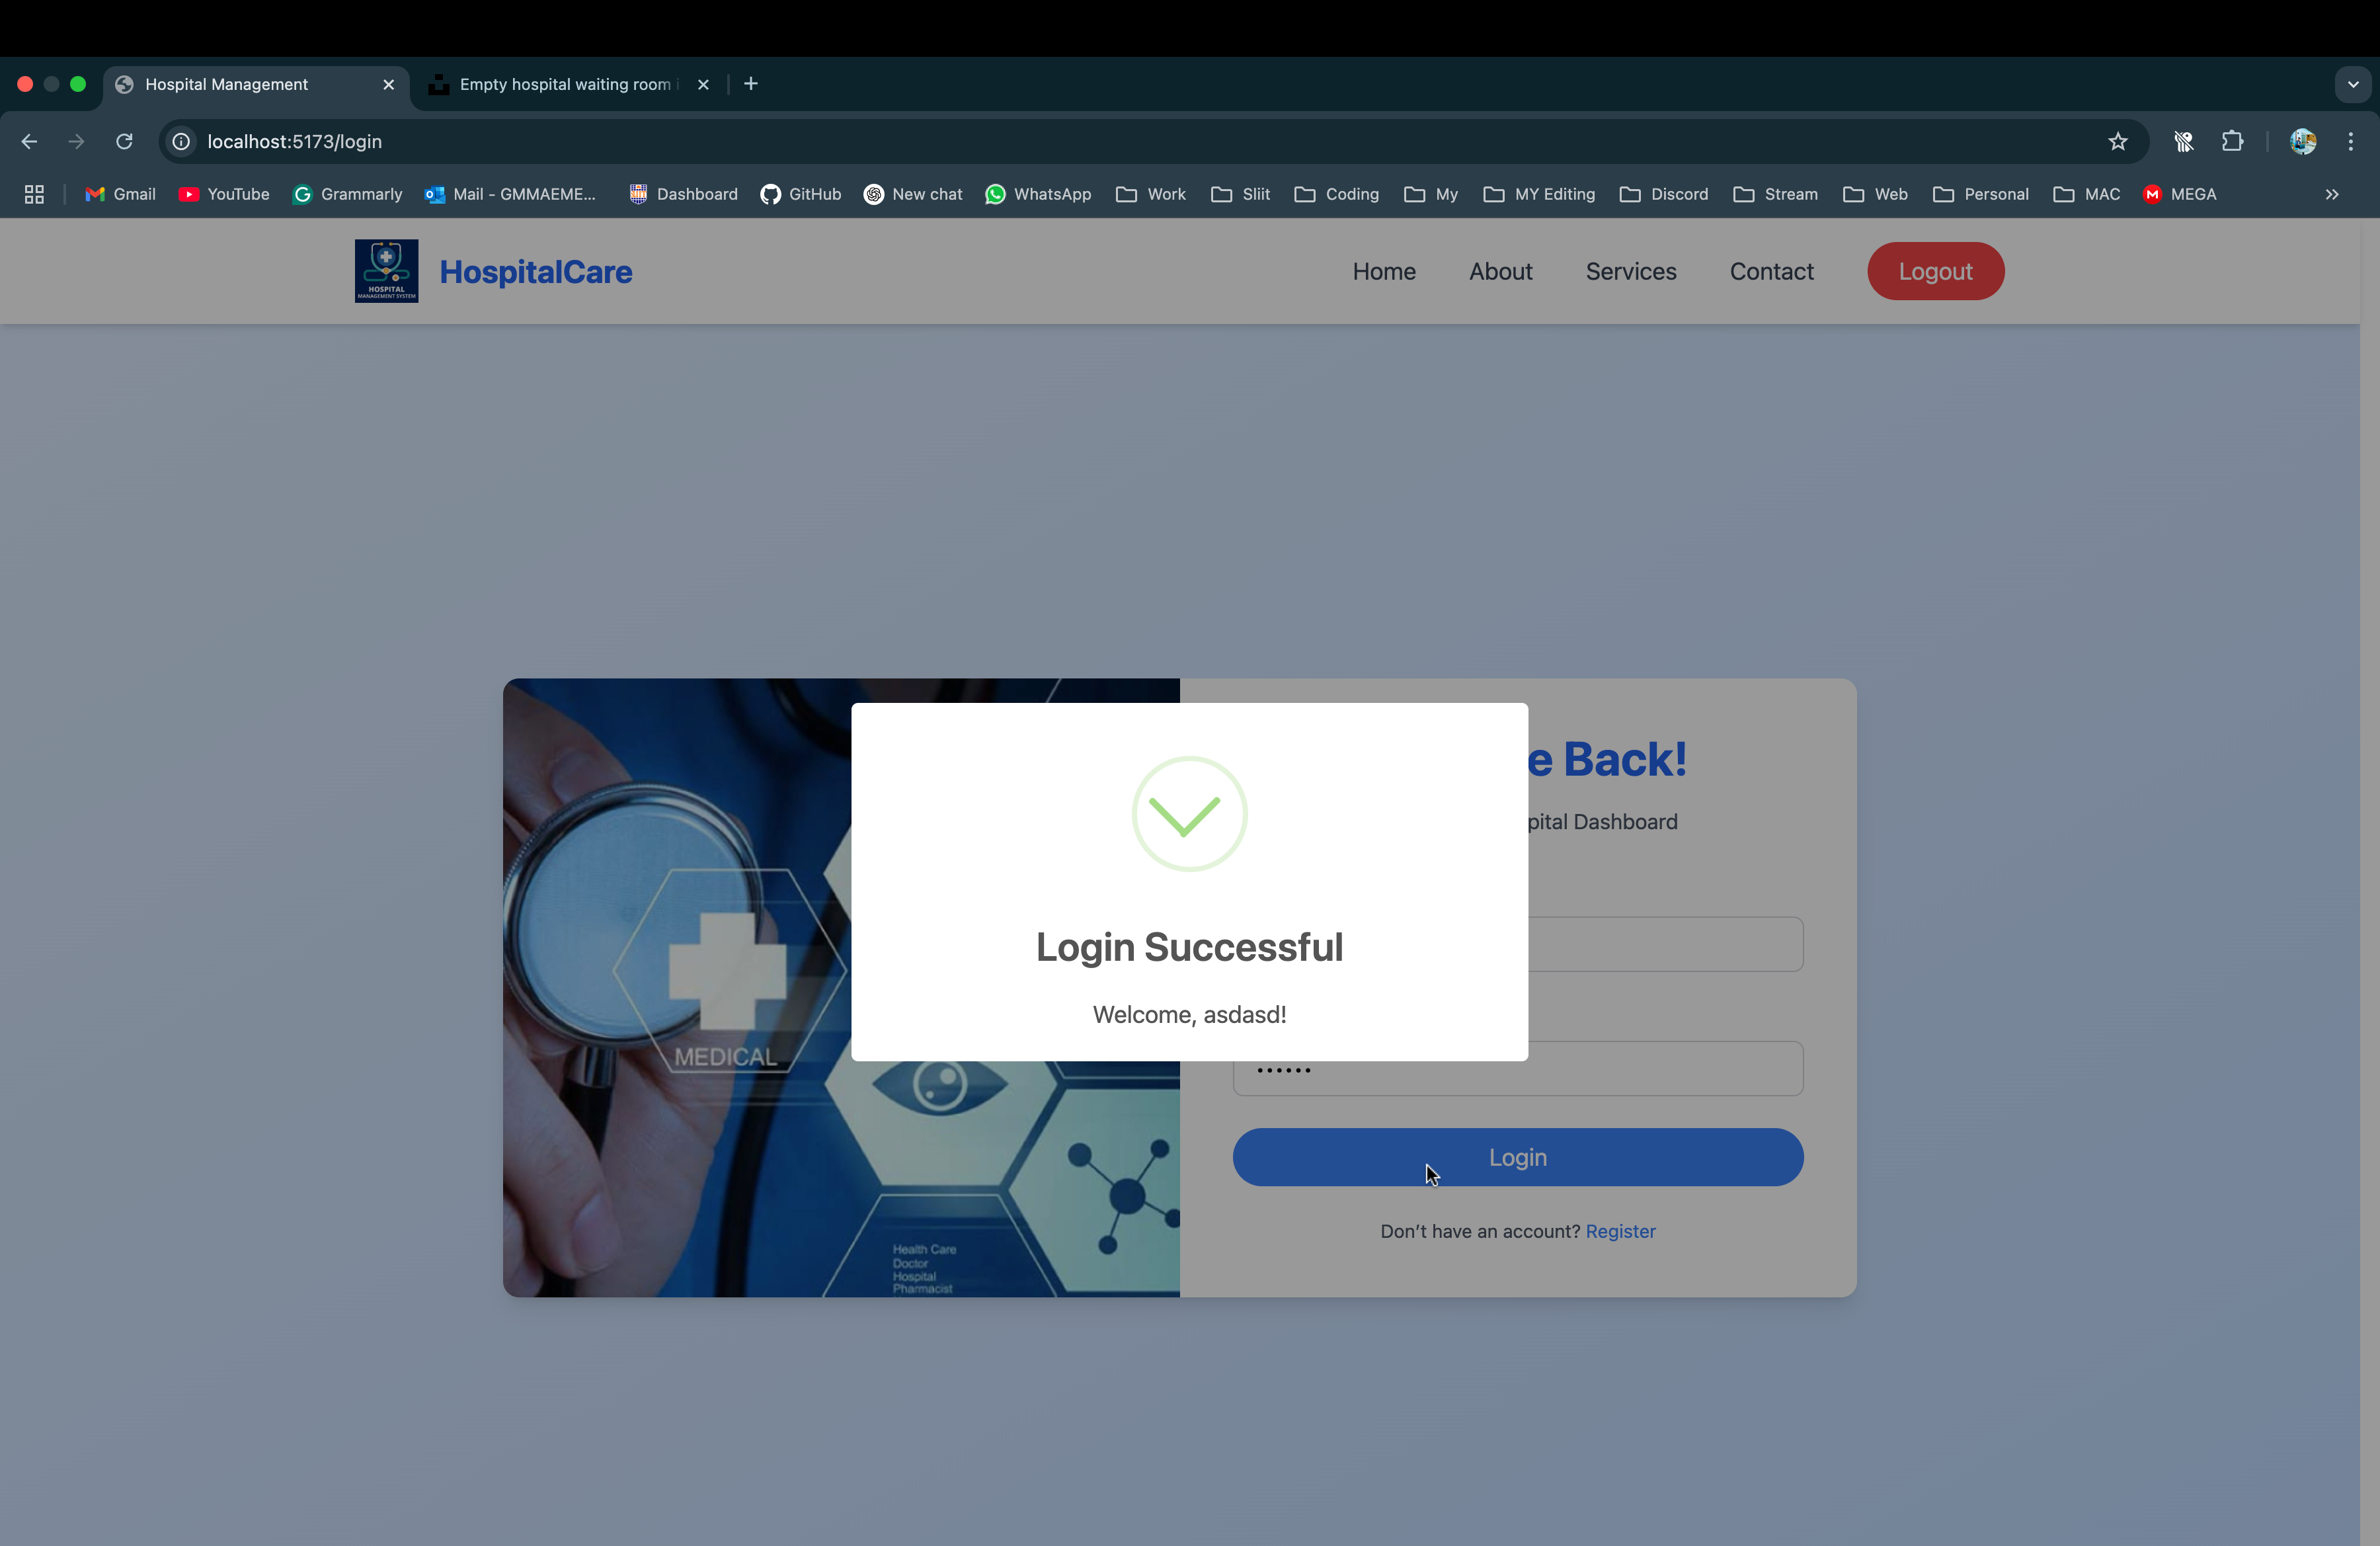 Hospital Management
Empty hospital waiting room i
localhost:5173/login
Gmail
YouTube
Grammarly
Mail - GMMAEME...
Dashboard
GitHub
New chat
WhatsApp
Work
Sliit
Coding
My
MY Editing
Discord
Stream
Web
Personal
MAC
MEGA
HOSPITAL
MANAGEMENT SYSTEM
HospitalCare
Home
About
Services
Contact
Logout
e Back!
pital Dashboard
Login Successful
Welcome, asdasd!
MEDICAL
Health Care
Doctor
Hospital
Pharmacist
Login
Don't have an account? Register